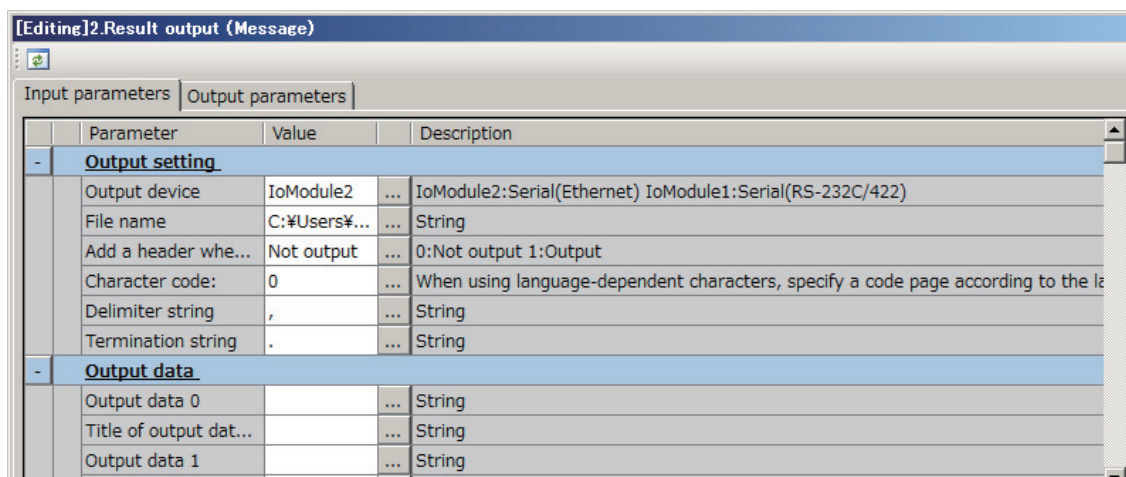 [Editing]2.Result output (Message)
Input parameters Output parameters
Parameter Value Description
- Output setting
Output device IoModule2 ... IoModule2:Serial(Ethernet) IoModule1:Serial(RS-232C/422)
File name C:¥Users¥... ... String
Add a header whe... Not output ... 0:Not output 1:Output
Character code: 0 ... When using language-dependent characters, specify a code page according to the la
Delimiter string , ... String
Termination string . ... String
- Output data
Output data 0 ... String
Title of output dat... ... String
Output data 1 ... String